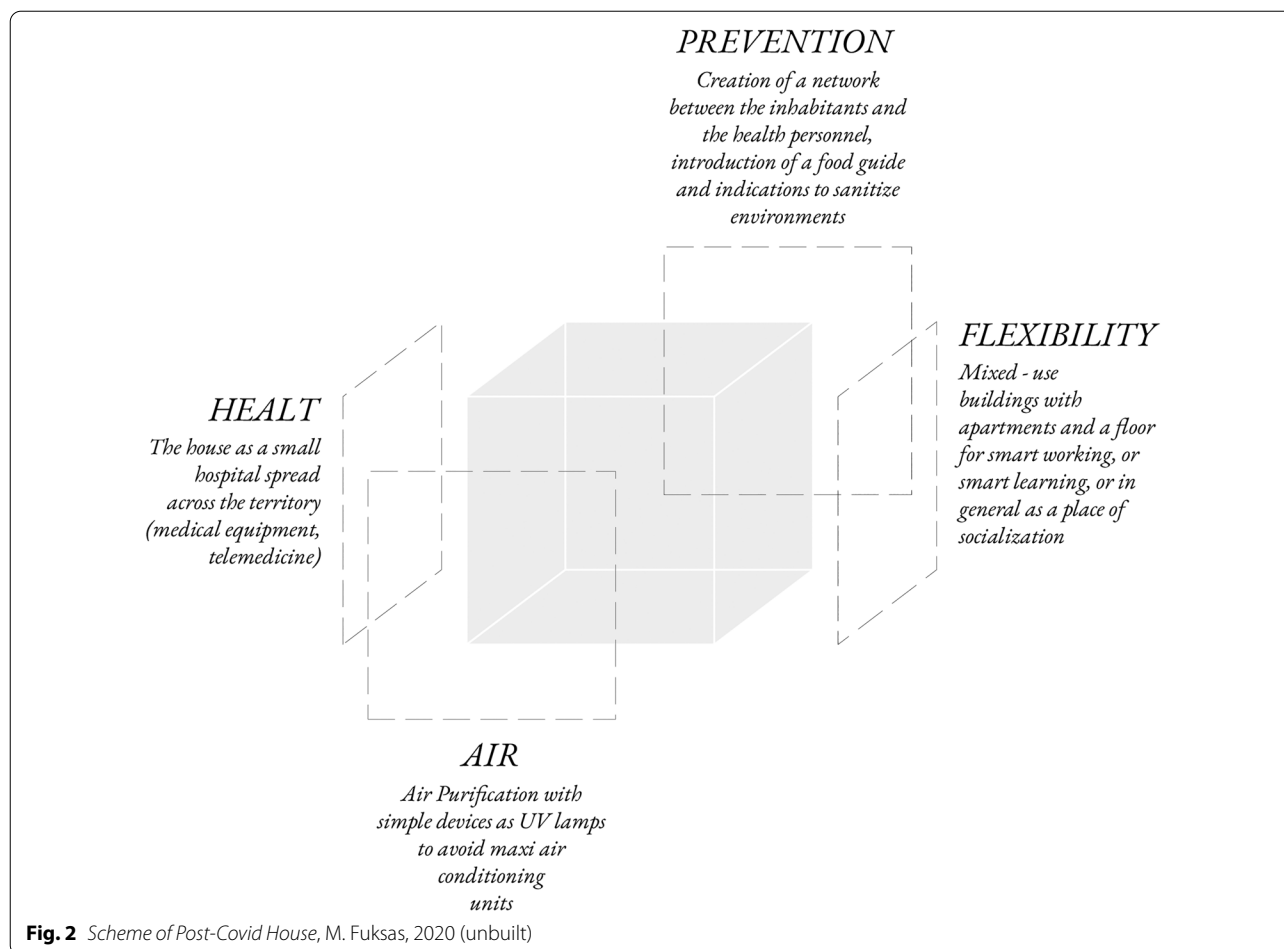 PREVENTION
Creation of a network
between the inhabitants and
the health personnel,
introduction of a food guide
and indications to sanitize
environments
FLEXIBILITY
Mixed - use
buildings with
apartments and a floor
for smart working, or
smart learning, or in
general as a place of
socialization
HEALT
The house as a small
hospital spread
across the territory
(medical equipment,
telemedicine)
AIR
Air Purification with
simple devices as UV lamps
to avoid maxi air
conditioning
units
Fig. 2 Scheme of Post-Covid House, M. Fuksas, 2020 (unbuilt)